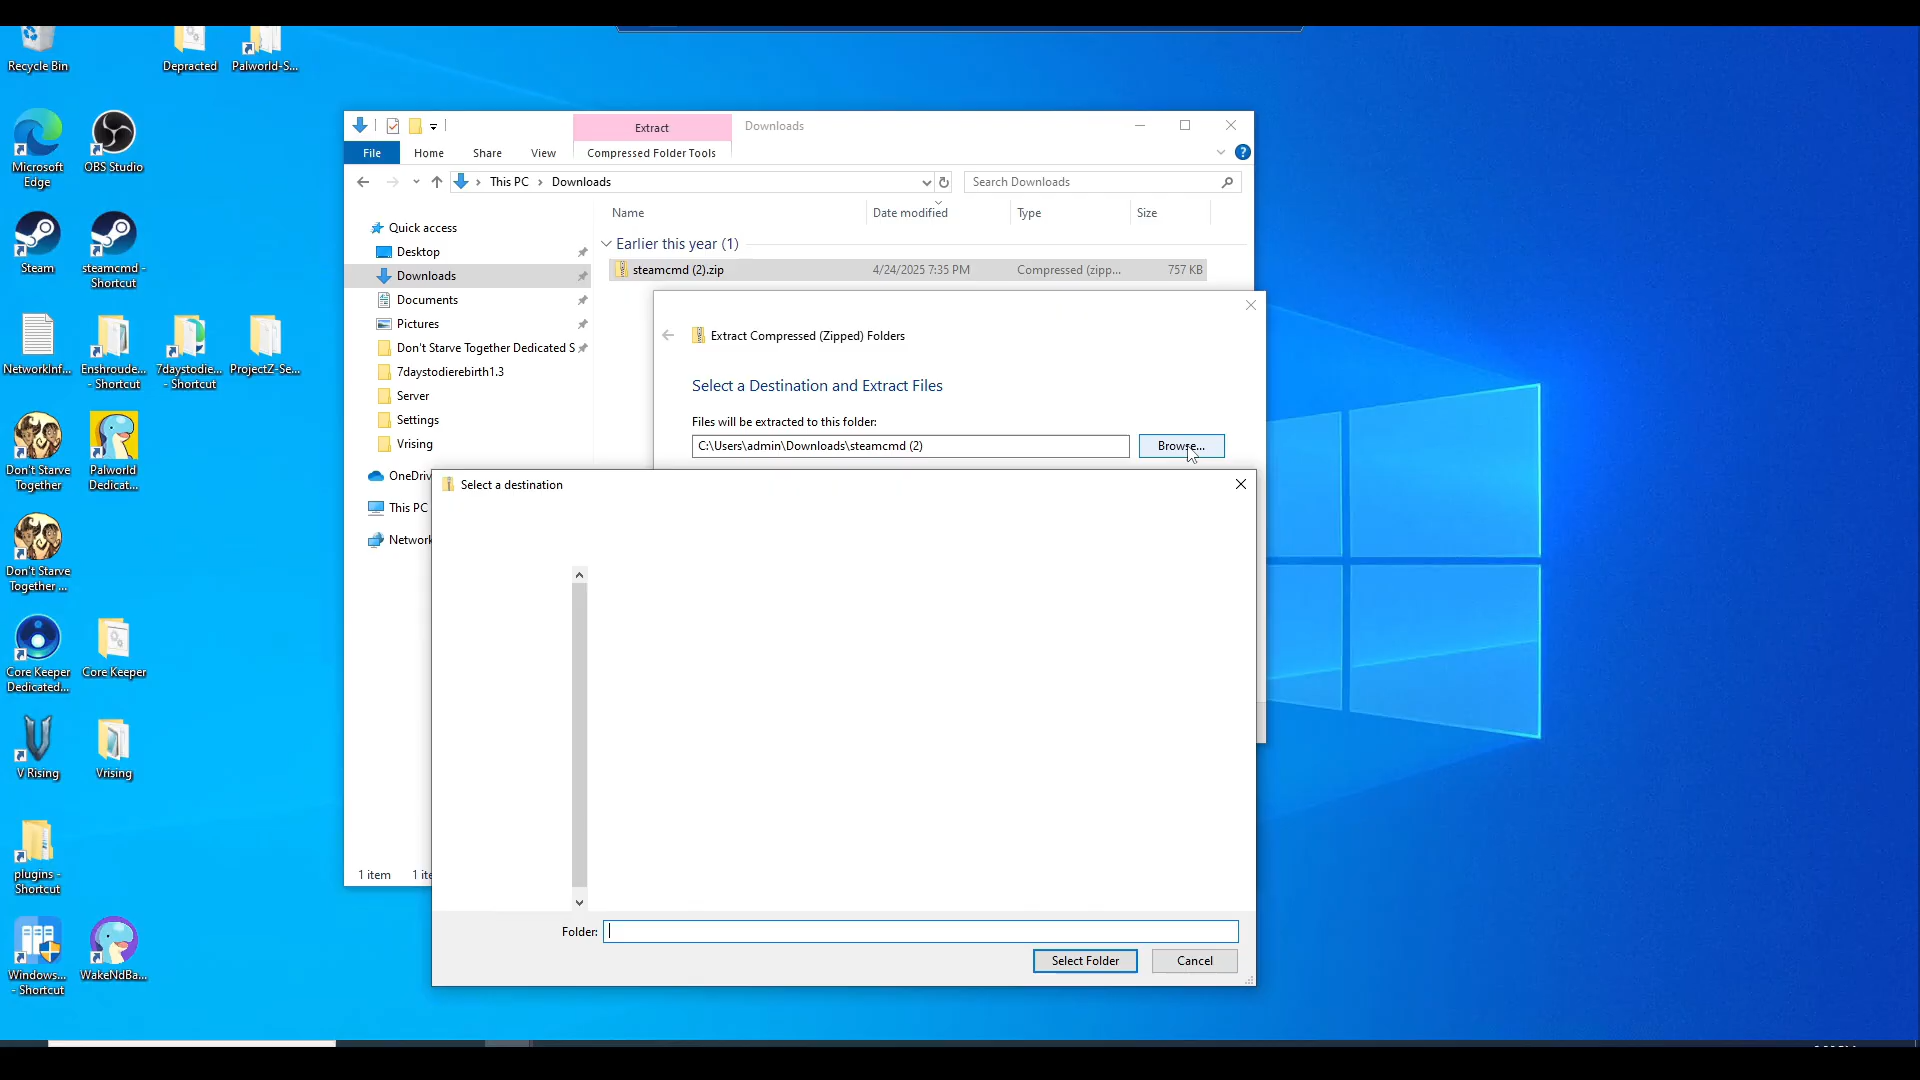 Recycle Bin
Depracted
Palworld-S...
Microsoft Edge
OBS Studio
Steam
steamcmd - Shortcut
NetworkInf...
Enshroude... - Shortcut
7daystodie... - Shortcut
ProjectZ-Se...
Don't Starve Together
Palworld Dedicat...
Don't Starve Together ...
Core Keeper Dedicated...
Core Keeper
V Rising
Vrising
plugins - Shortcut
Windows... - Shortcut
WakeNdBa...
Extract
Downloads
File
Home
Share
View
Compressed Folder Tools
This PC > Downloads
Search Downloads
Name
Date modified
Type
Size
Quick access
Desktop
Downloads
Documents
Pictures
Don't Starve Together Dedicated S
7daystodierebirth1.3
Server
Settings
Vrising
OneDriv
This PC
Network
Earlier this year (1)
steamcmd (2).zip
4/24/2025 7:35 PM
Compressed (zipp...
757 KB
1 item
1 ite
Extract Compressed (Zipped) Folders
Select a Destination and Extract Files
Files will be extracted to this folder:
C:\Users\admin\Downloads\steamcmd (2)
Browse...
Select a destination
Folder:
Select Folder
Cancel